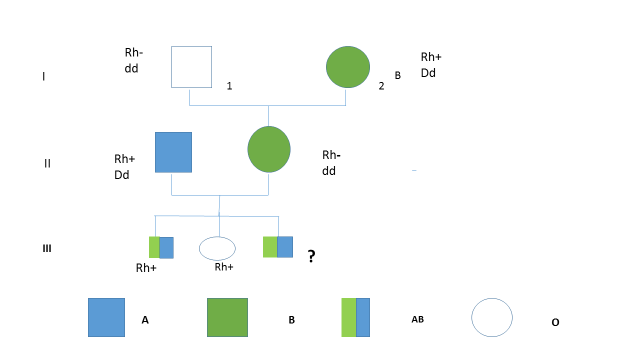 Rh-
dd
Rh+
Dd
I
1
2
B
II
Rh+
Dd
Rh-
dd
III
Rh+
Rh+
?
A
B
AB
O